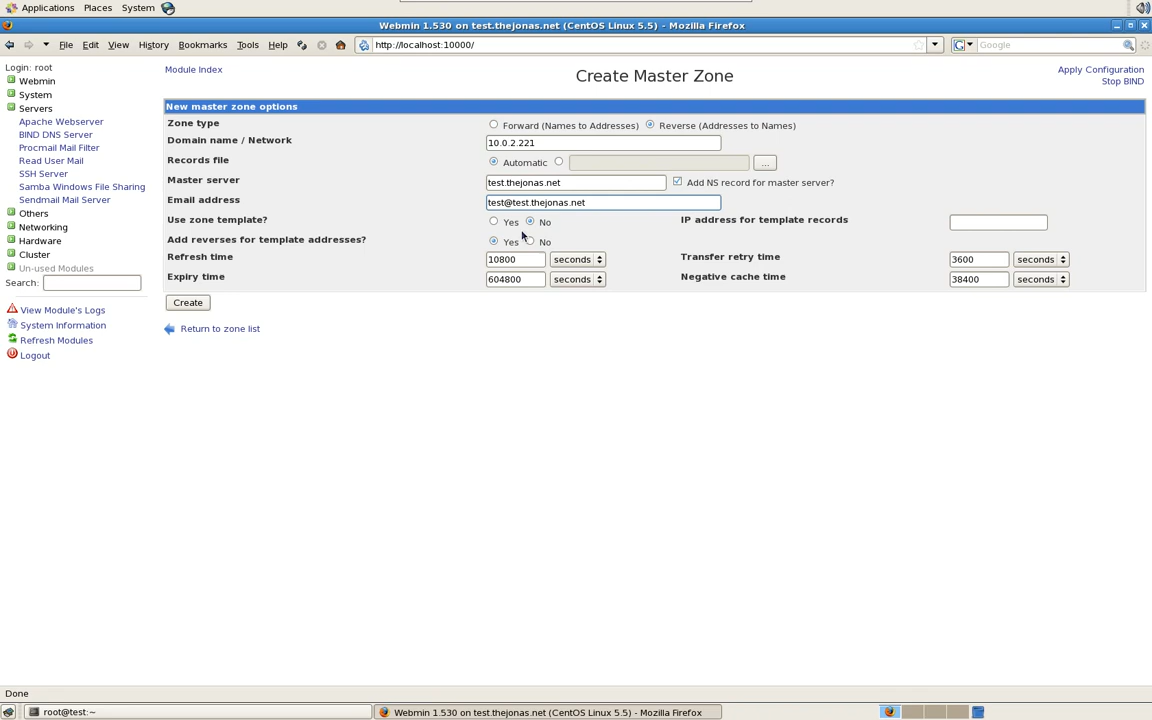 Applications Places System
Webmin 1.530 on test.thejonas.net (CentOS Linux 5.5) - Mozilla Firefox
File Edit View History Bookmarks Tools Help http://localhost:10000/ Google
Login: root
Webmin
System
Servers
Apache Webserver
BIND DNS Server
Procmail Mail Filter
Read User Mail
SSH Server
Samba Windows File Sharing
Sendmail Mail Server
Others
Networking
Hardware
Cluster
Un-used Modules
Search:
View Module's Logs
System Information
Refresh Modules
Logout
Module Index
Create Master Zone
Apply Configuration
Stop BIND
New master zone options
Zone type Forward (Names to Addresses) Reverse (Addresses to Names)
Domain name / Network 10.0.2.221
Records file Automatic ...
Master server test.thejonas.net Add NS record for master server?
Email address test@test.thejonas.net
Use zone template? Yes No IP address for template records
Add reverses for template addresses? Yes No
Refresh time 10800 seconds Transfer retry time 3600 seconds
Expiry time 604800 seconds Negative cache time 38400 seconds
Create
Return to zone list
Done
root@test:~ Webmin 1.530 on test.thejonas.net (CentOS Linux 5.5) - Mozilla Firefox